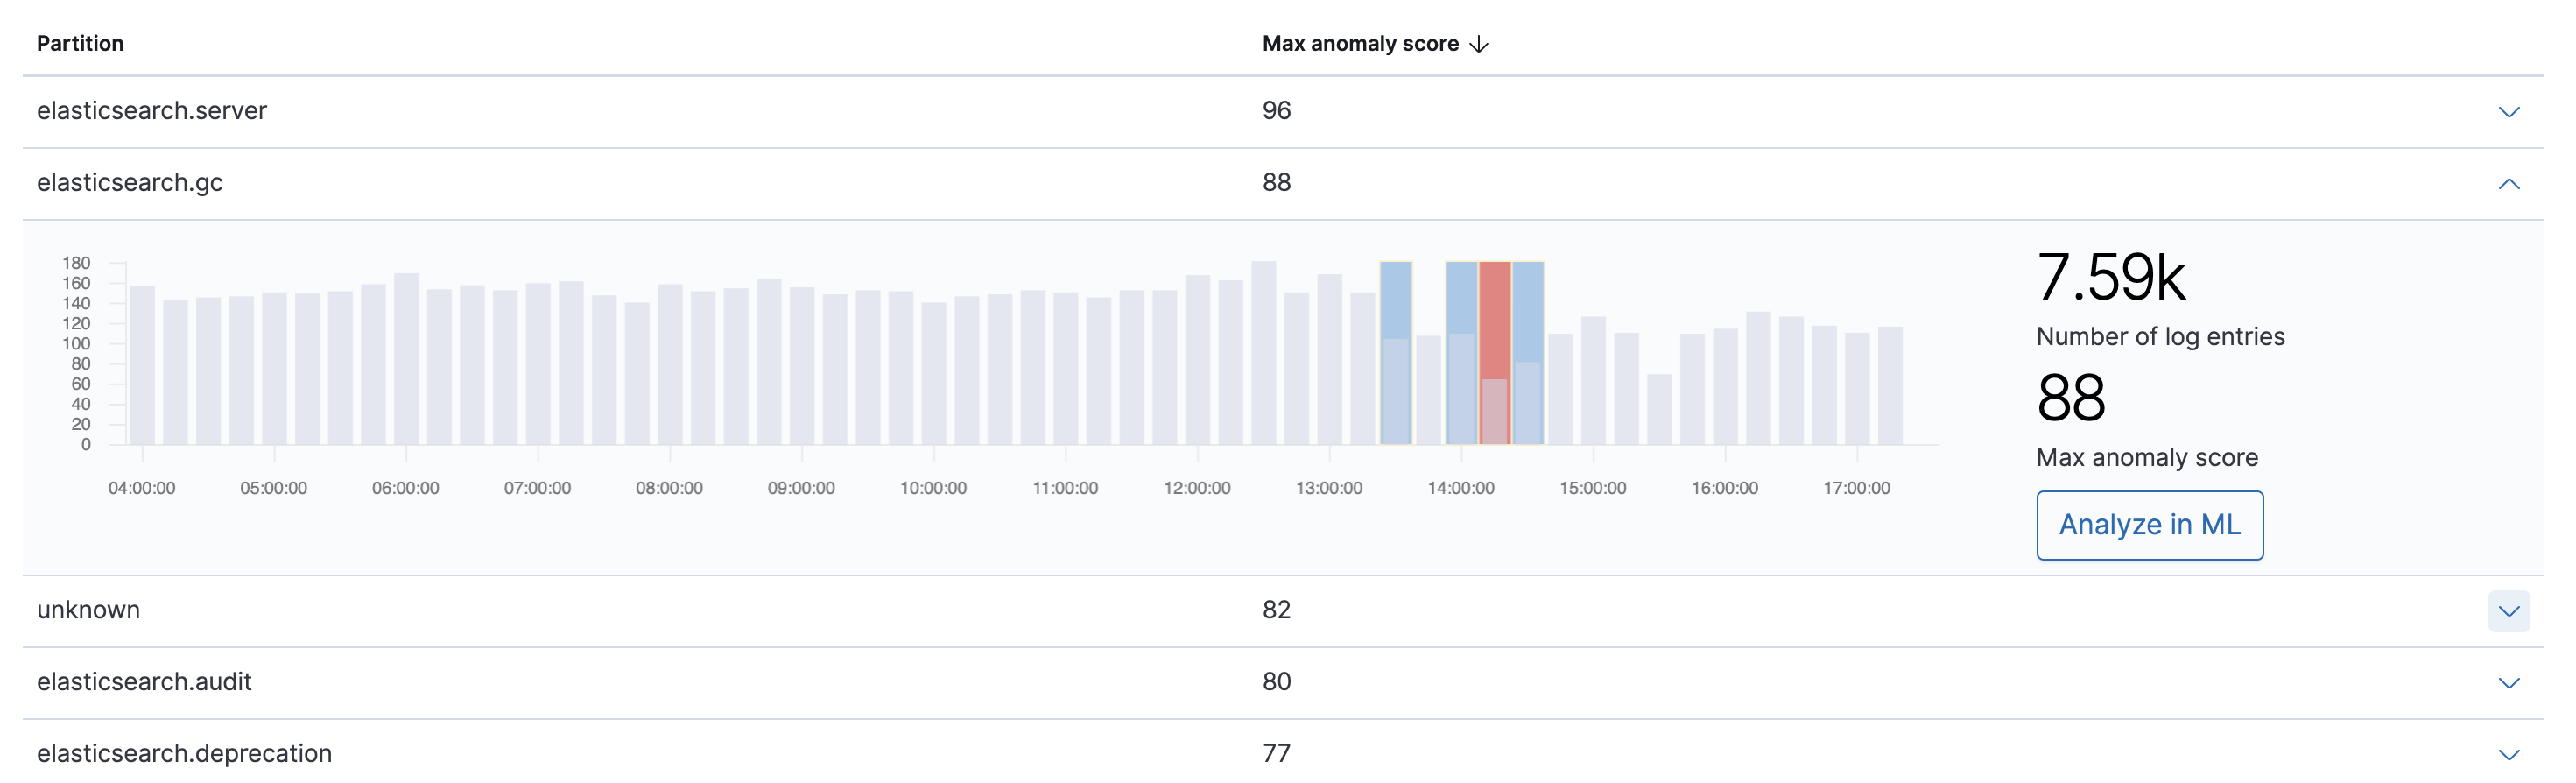 Partition Max anomaly score
elasticsearch.server 96
elasticsearch.gc 88
180
160
140
120
100
80
60
40
20
0
04:00:00 05:00:00 06:00:00 07:00:00 08:00:00 09:00:00 10:00:00 11:00:00 12:00:00 13:00:00 14:00:00 15:00:00 16:00:00 17:00:00
7.59k
Number of log entries
88
Max anomaly score
Analyze in ML
unknown 82
elasticsearch.audit 80
elasticsearch.deprecation 77